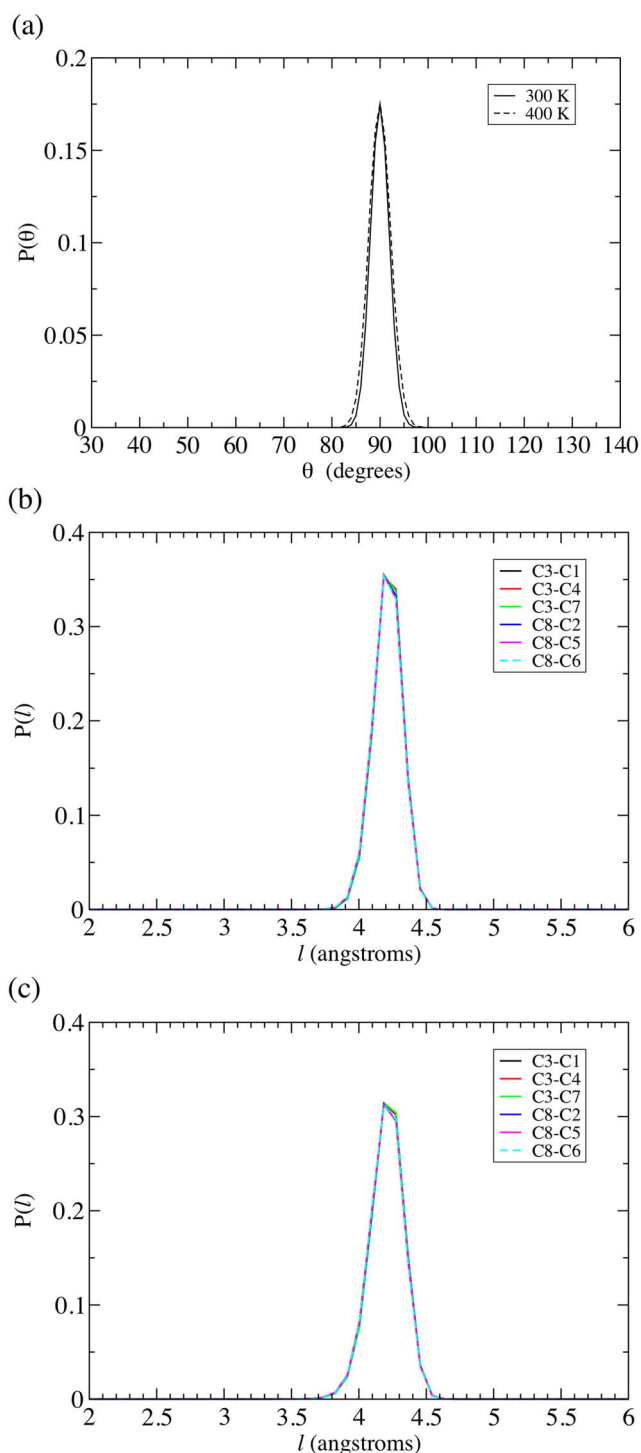 (a)
0.2
0.15
0.1
0.05
0
P(θ)
300 K
400 K
30 40 50 60 70 80 90 100 110 120 130 140
θ (degrees)
(b)
0.4
0.3
0.2
0.1
0
P(l)
C3-C1
C3-C4
C3-C7
C8-C2
C8-C5
C8-C6
2 2.5 3 3.5 4 4.5 5 5.5 6
l (angstroms)
(c)
0.4
0.3
0.2
0.1
0
P(l)
C3-C1
C3-C4
C3-C7
C8-C2
C8-C5
C8-C6
2 2.5 3 3.5 4 4.5 5 5.5 6
l (angstroms)